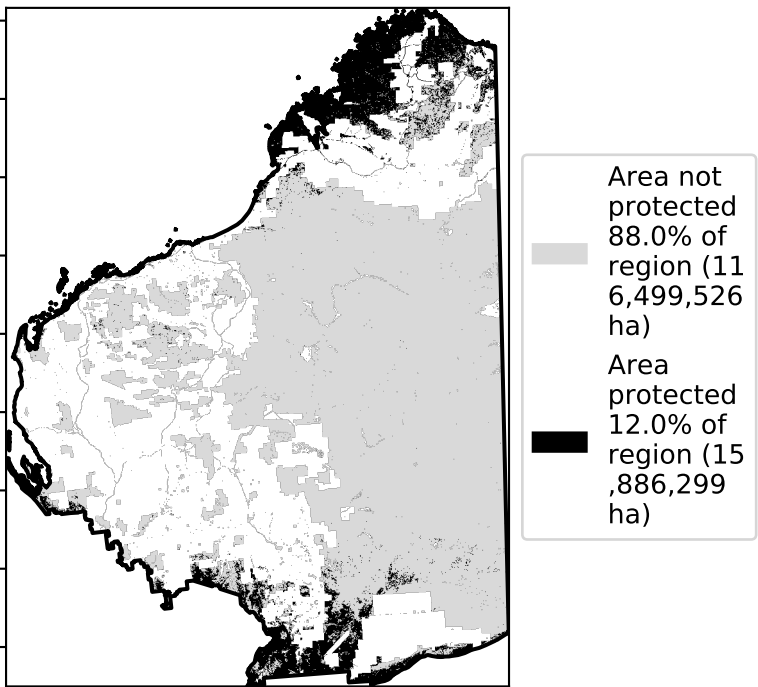 Area not
protected
88.0% of
region (11
6,499,526
ha)
Area
protected
12.0% of
region (15
,886,299
ha)